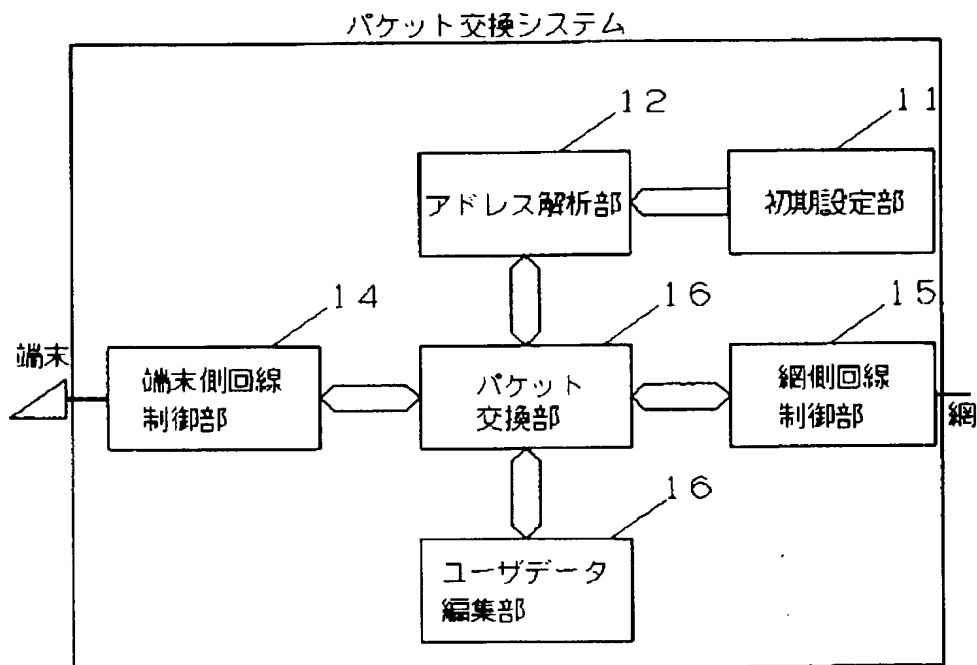 パケット交換システム
12
11
アドレス解析部
初期設定部
14
16
15
端末
端末側回線
制御部
パケット
交換部
網側回線
制御部
網
16
ユーザデータ
編集部